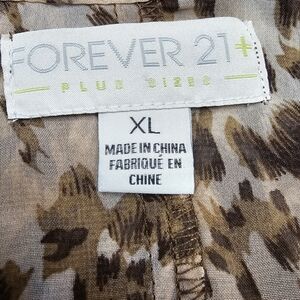 FOREVER 21+
PLUS SIZES
XL
MADE IN CHINA
FABRIQUÉ EN
CHINE